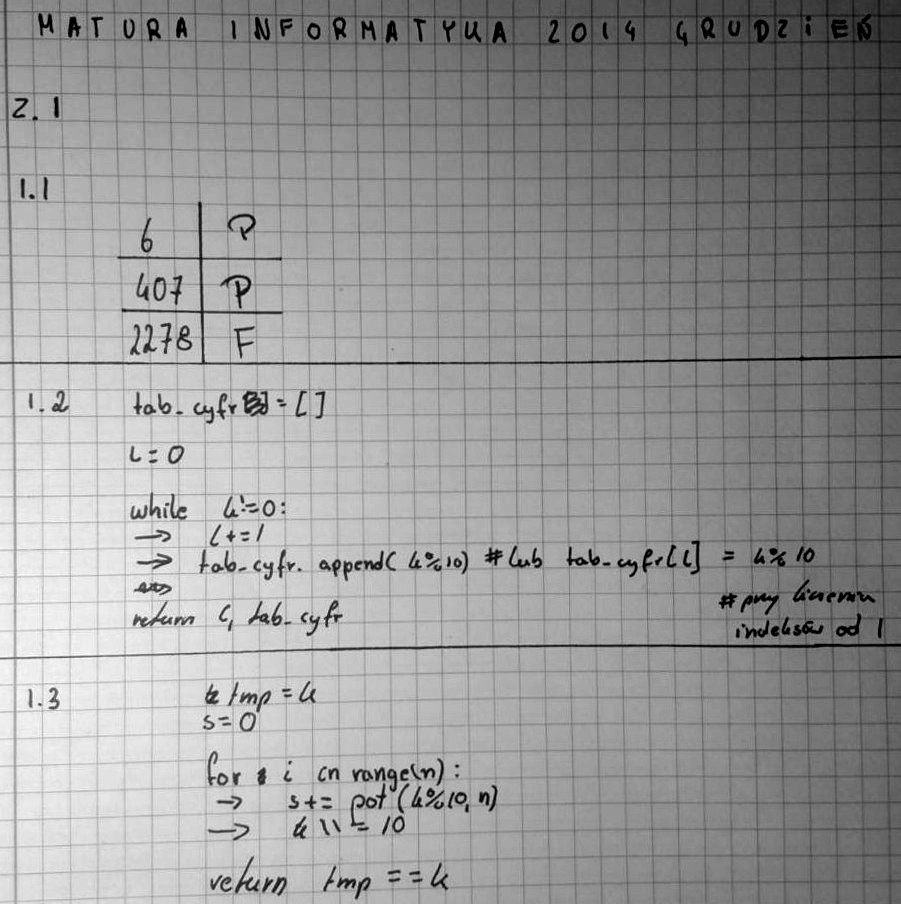 MATURA INFORMATYKA 2014 GRUDZiEŃ
Z.1
1.1
6 P
407 P
2278 F
1.2 tab_cyfr = []
l = 0
while k != 0:
→ l += 1
→ tab_cyfr.append(k%10) #lub tab_cyfr[l] = k%10
# przy liczeniu
indeksów od 1
return l, tab_cyfr
1.3 tmp = k
s = 0
for i in range(n):
→ s += pot(k%10, n)
→ k \\= 10
return tmp == k